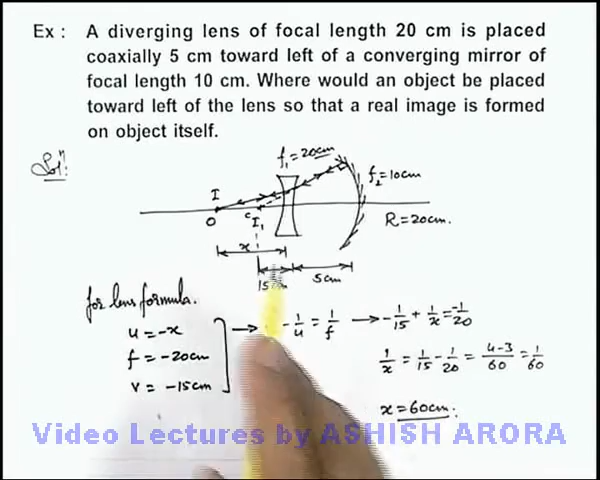 Ex : A diverging lens of focal length 20 cm is placed
coaxially 5 cm toward left of a converging mirror of
focal length 10 cm. Where would an object be placed
toward left of the lens so that a real image is formed
on object itself.
Solⁿ:
f₁=20cm
f₂=10cm
I
O
C
I₁
R=20cm.
x
15
5cm
for lens formula.
u=-x
f=-20cm
v=-15cm
→ -1/u = 1/f → -1/15 + 1/x = -1/20
1/x = 1/15 - 1/20 = (4-3)/60 = 1/60
x=60cm.
Video Lectures by ASHISH ARORA